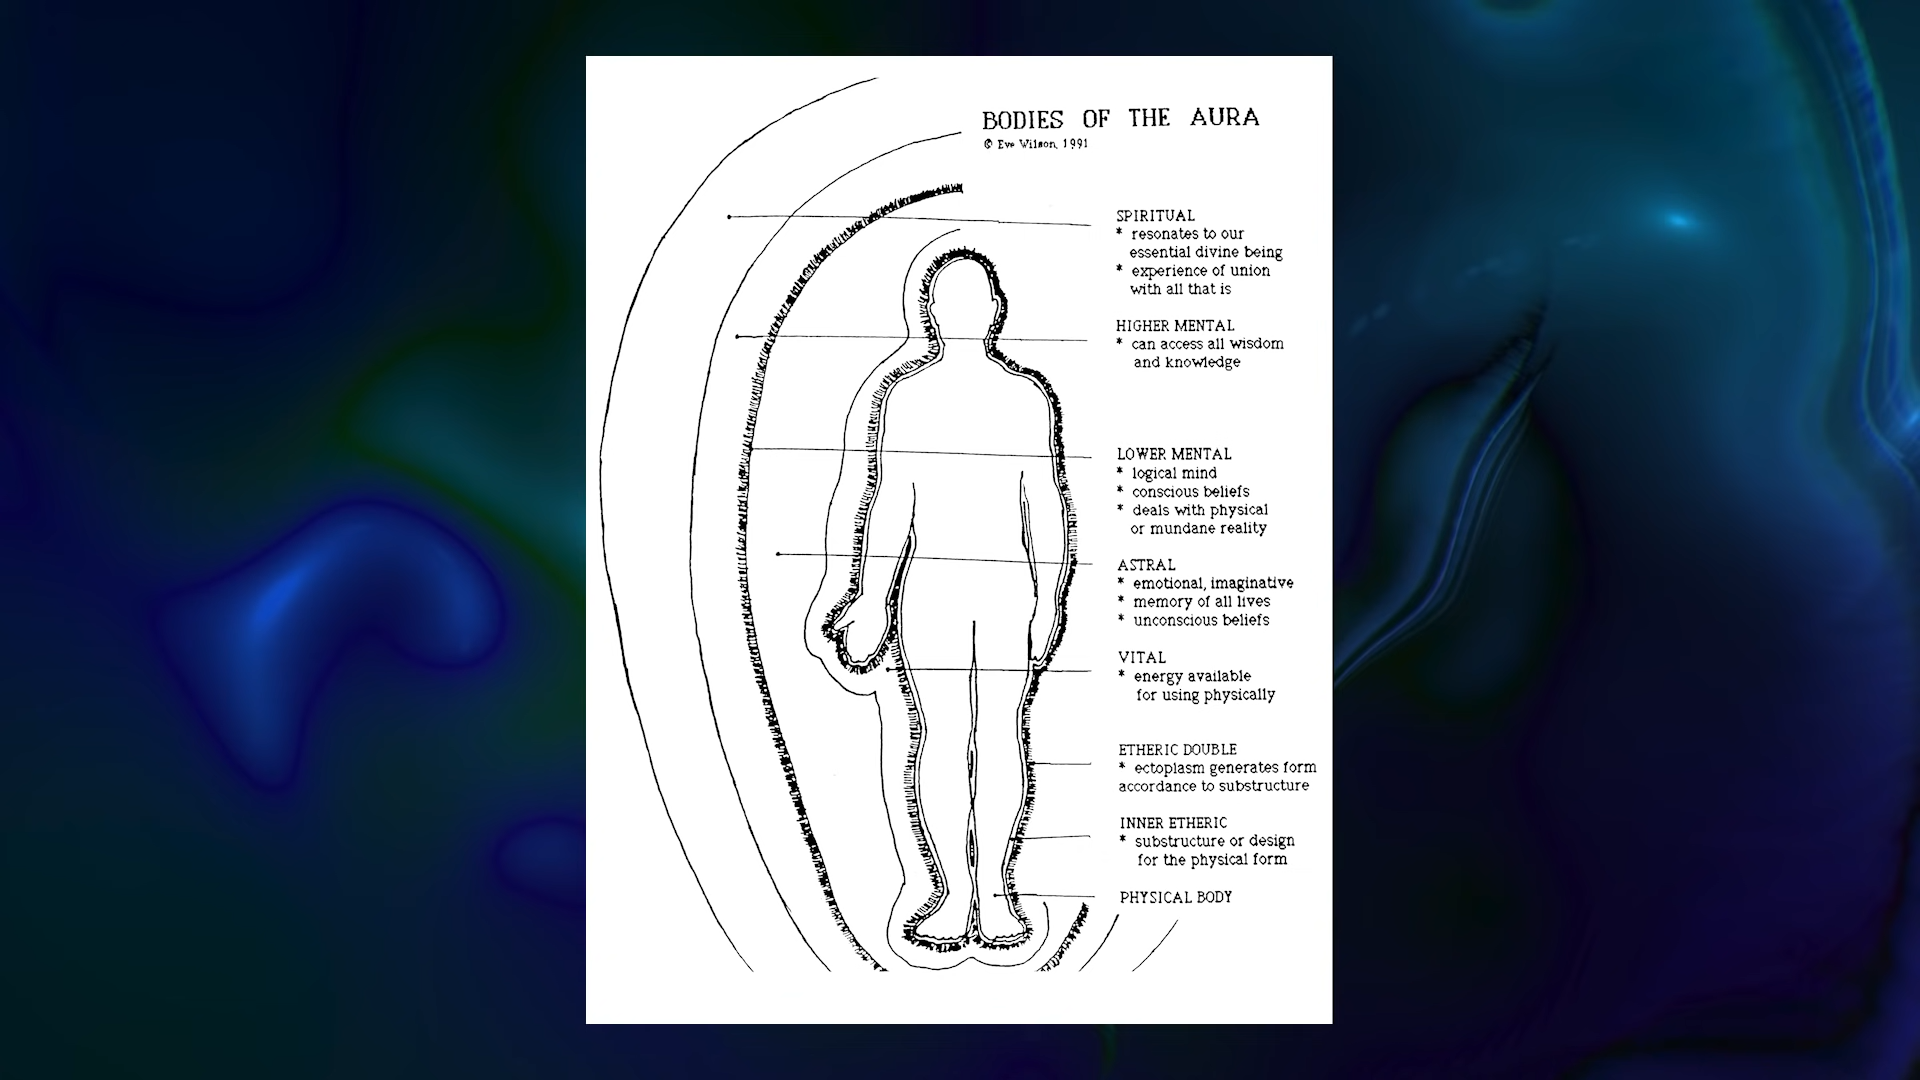 BODIES OF THE AURA
© Eve Wilson, 1991
SPIRITUAL
* resonates to our
essential divine being
* experience of union
with all that is
HIGHER MENTAL
* can access all wisdom
and knowledge
LOWER MENTAL
* logical mind
* conscious beliefs
* deals with physical
or mundane reality
ASTRAL
* emotional, imaginative
* memory of all lives
* unconscious beliefs
VITAL
* energy available
for using physically
ETHERIC DOUBLE
* ectoplasm generates form
accordance to substructure
INNER ETHERIC
* substructure or design
for the physical form
PHYSICAL BODY